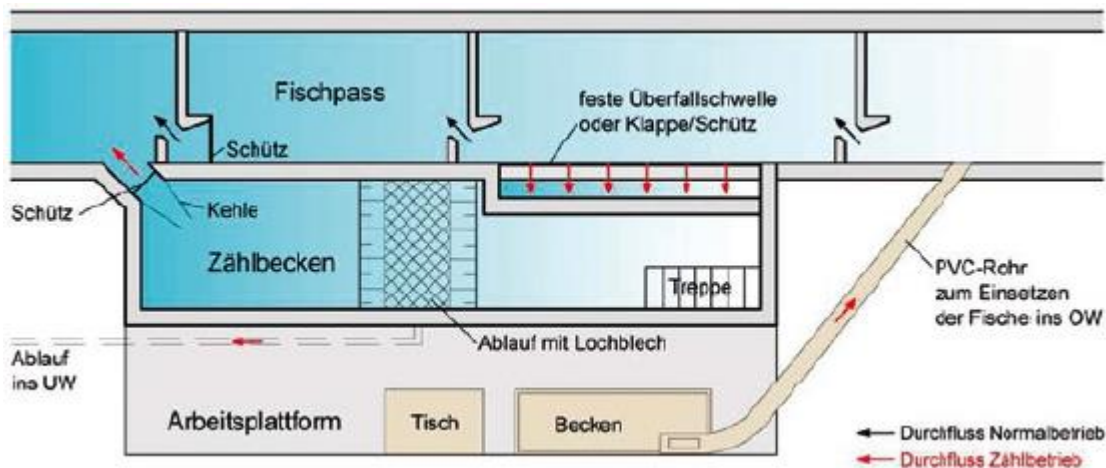 Fischpass
feste Überfallschwelle
oder Klappe/Schütz
Schütz
Schütz
Kehle
Zählbecken
Treppe
PVC-Rohr
zum Einsetzen
der Fische ins OW
Ablauf mit Lochblech
Ablauf
ins UW
Arbeitsplattform
Tisch
Becken
Durchfluss Normalbetrieb
Durchfluss Zählbetrieb